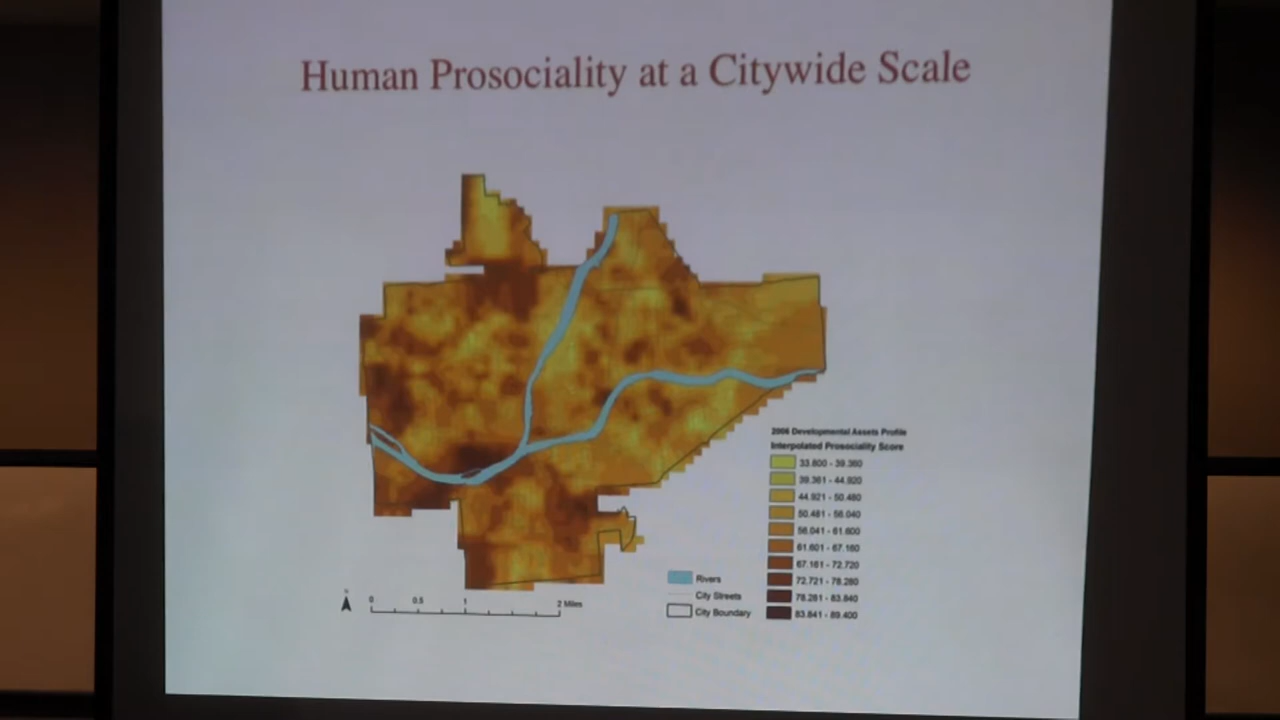 Human Prosociality at a Citywide Scale
2006 Developmental Assets Profile
Interpolated Prosociality Score
33.800 - 39.360
39.361 - 44.920
44.921 - 50.480
50.481 - 56.040
56.041 - 61.600
61.601 - 67.160
67.161 - 72.720
72.721 - 78.280
78.281 - 83.840
83.841 - 89.400
Rivers
City Streets
City Boundary
N
0 0.5 1 2 Miles